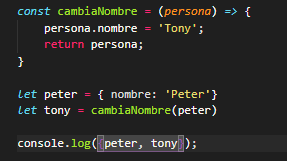 const cambiaNombre = (persona) => {
persona.nombre = 'Tony';
return persona;
}
let peter = { nombre: 'Peter'}
let tony = cambiaNombre(peter)
console.log({peter, tony});